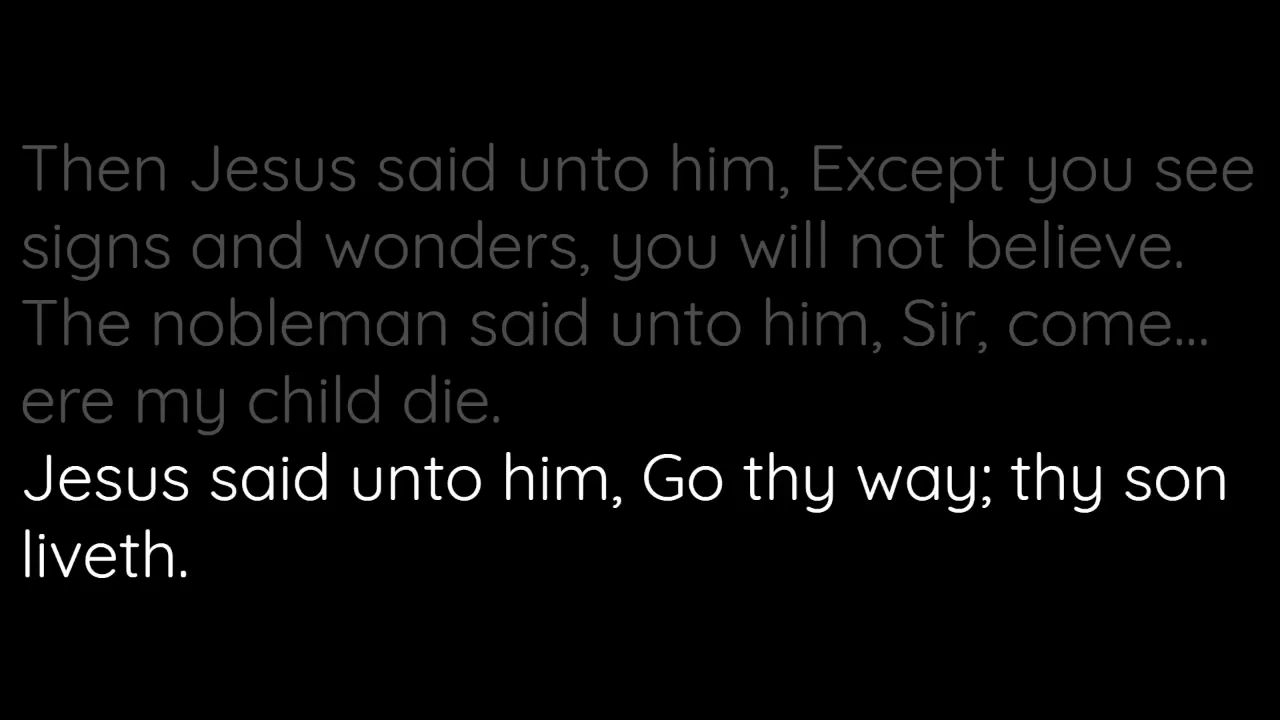 Then Jesus said unto him, Except you see
signs and wonders, you will not believe.
The nobleman said unto him, Sir, come...
ere my child die.
Jesus said unto him, Go thy way; thy son
liveth.